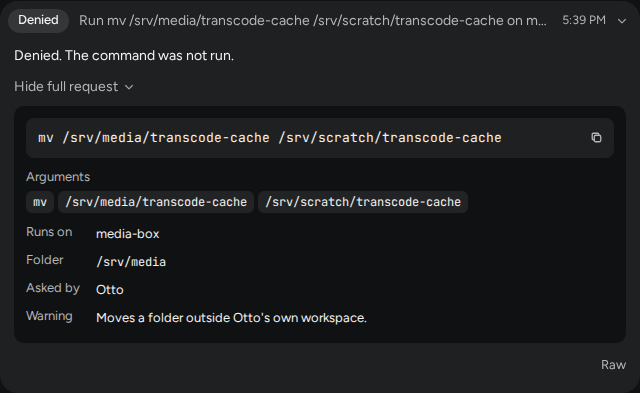 Denied Run mv /srv/media/transcode-cache /srv/scratch/transcode-cache on m... 5:39 PM
Denied. The command was not run.
Hide full request
mv /srv/media/transcode-cache /srv/scratch/transcode-cache
Arguments
mv /srv/media/transcode-cache /srv/scratch/transcode-cache
Runs on media-box
Folder /srv/media
Asked by Otto
Warning Moves a folder outside Otto's own workspace.
Raw